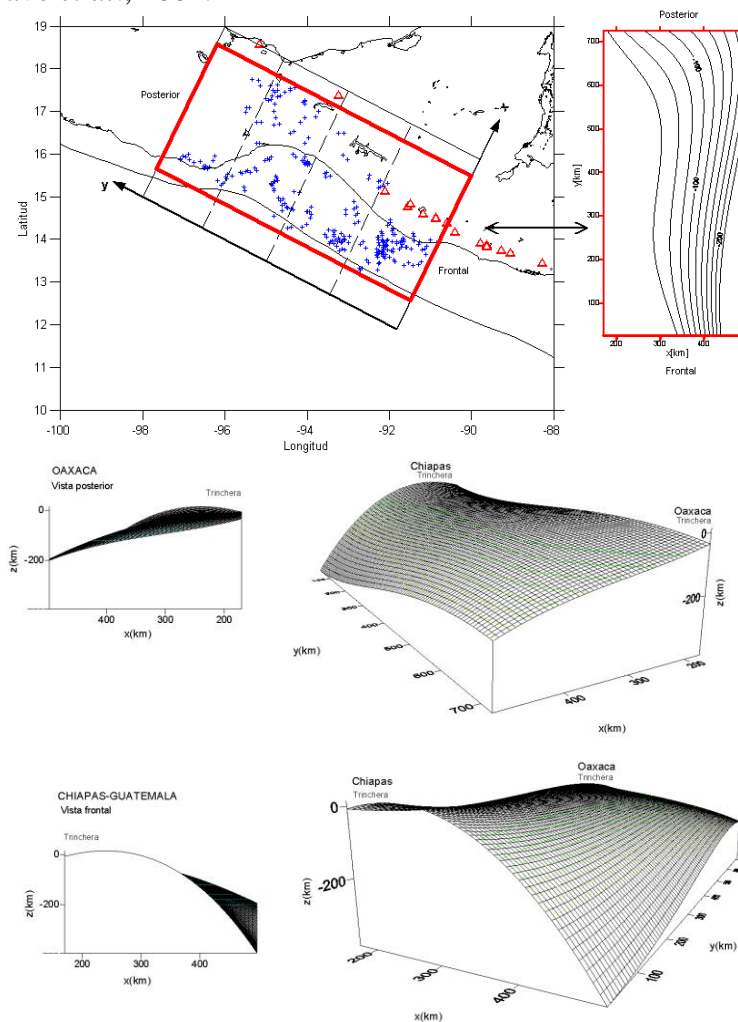 Posterior
19
18
17
16
15
14
13
12
11
10
-100
-98
-96
-94
-92
-90
-88
Latitud
Longitud
Posterior
Frontal
x
y
700
600
500
400
300
200
100
y[km]
-100
-100
200
300
400
x[km]
Frontal
OAXACA
Vista posterior
Trinchera
0
-200
z(km)
400
300
200
x(km)
Chiapas
Trinchera
Oaxaca
Trinchera
0
-200
z(km)
200
300
400
500
600
700
y(km)
400
300
200
x(km)
CHIAPAS-GUATEMALA
Vista frontal
Trinchera
0
-200
z(km)
200
300
400
x(km)
Chiapas
Trinchera
Oaxaca
Trinchera
0
-200
z(km)
200
300
400
x(km)
100
200
300
y(km)